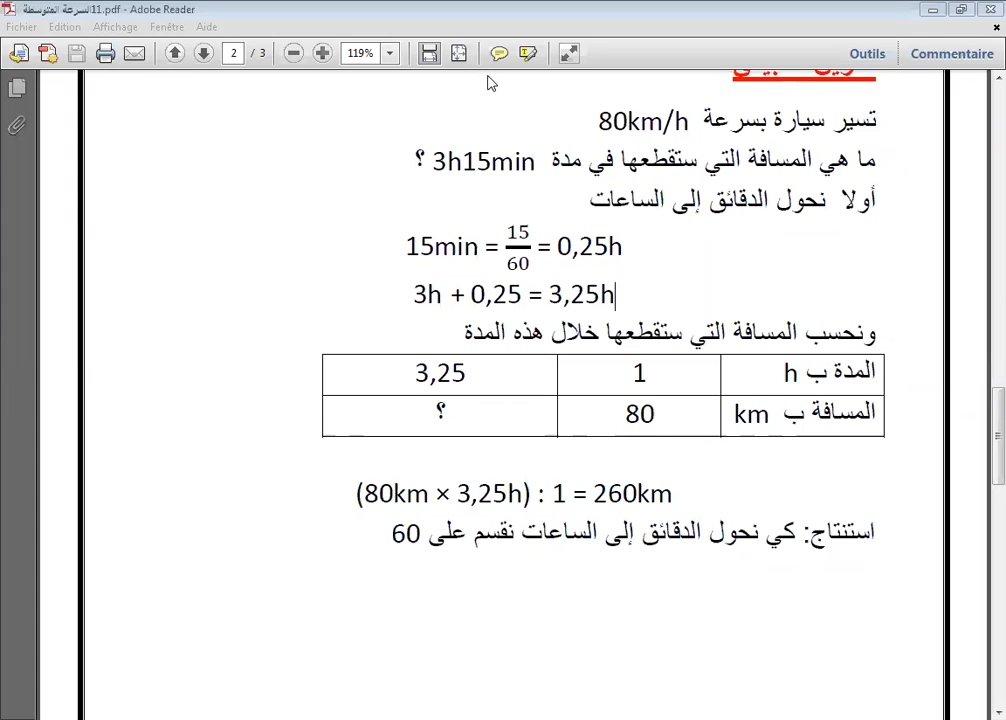 السرعة المتوسطة11.pdf - Adobe Reader
Fichier Edition Affichage Fenêtre Aide
2 / 3 119% Outils Commentaire
تسير سيارة بسرعة 80km/h
ما هي المسافة التي ستقطعها في مدة 3h15min ؟
أولا نحول الدقائق إلى الساعات
15min = 15/60 = 0,25h
3h + 0,25 = 3,25h
ونحسب المسافة التي ستقطعها خلال هذه المدة
المدة ب h 1 3,25
المسافة ب km 80 ؟
(80km × 3,25h) : 1 = 260km
استنتاج: كي نحول الدقائق إلى الساعات نقسم على 60